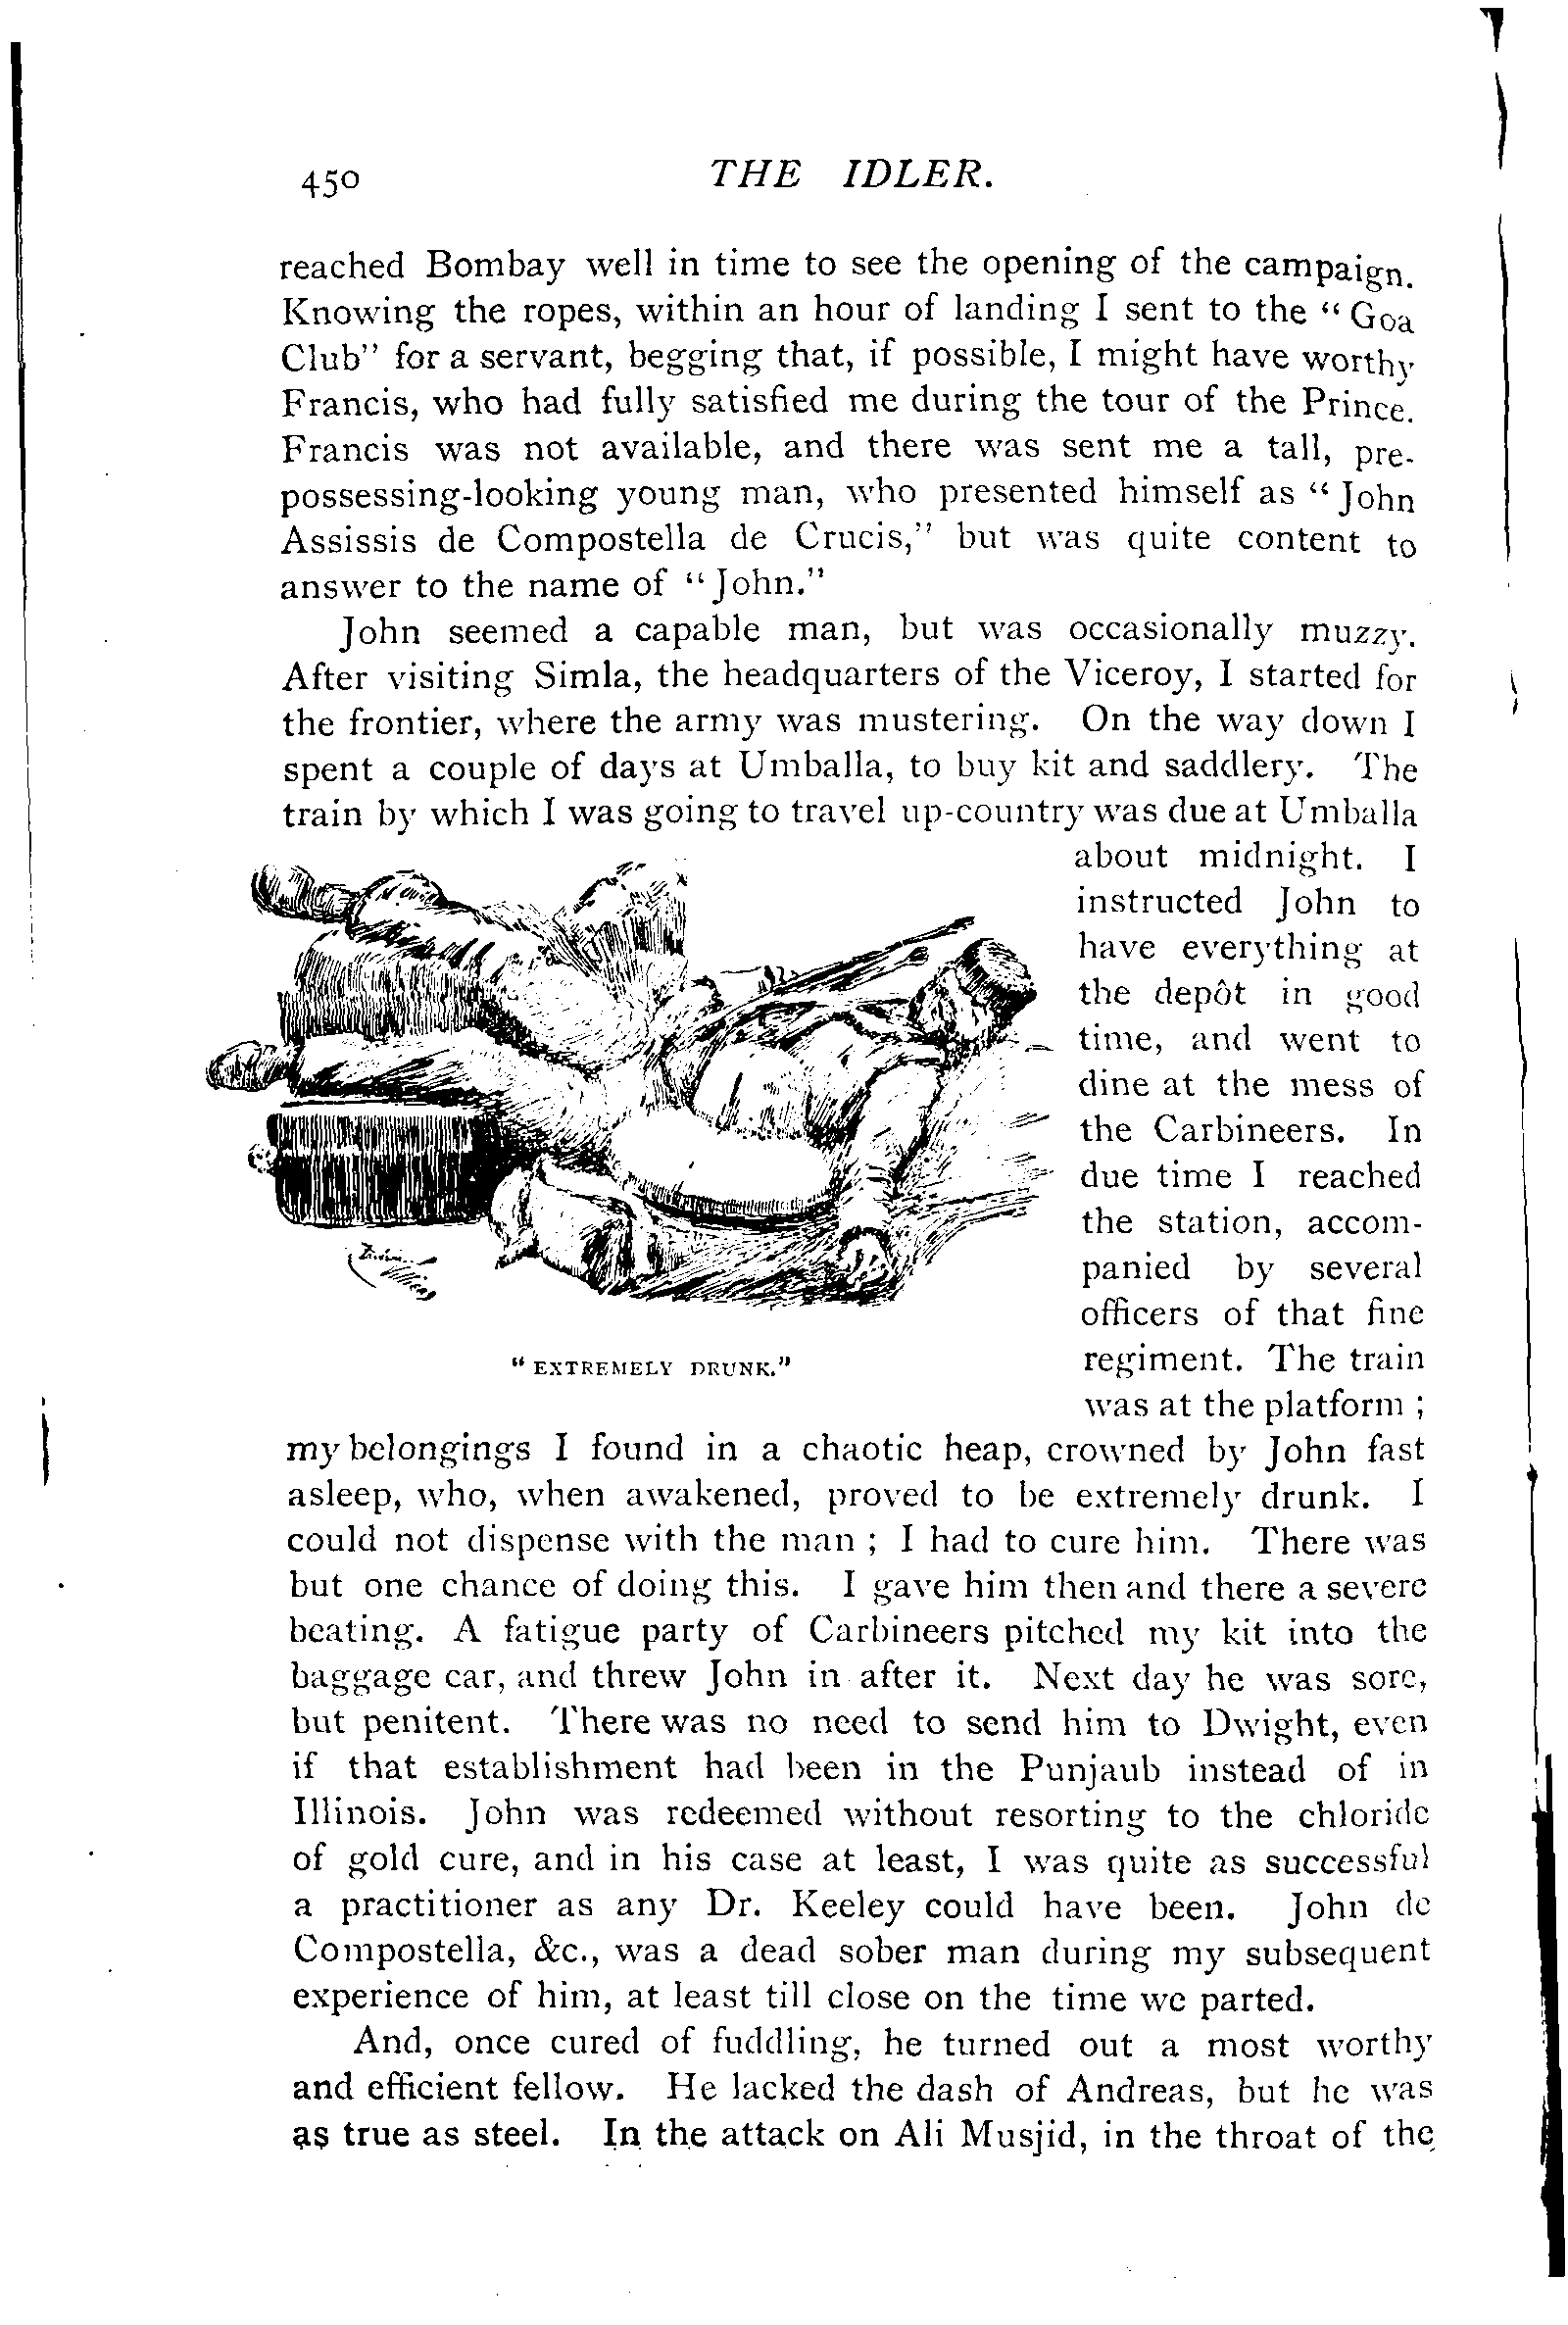 450 THE IDLER.
reached Bombay well in time to see the opening of the campaign.
Knowing the ropes, within an hour of landing I sent to the “ Goa
Club” for a servant, begging that, if possible, I might have worthy
Francis, who had fully satisfied me during the tour of the Prince.
Francis was not available, and there was sent me a tall, pre-
possessing-looking young man, who presented himself as “ John
Assissis de Compostella de Crucis,” but was quite content to
answer to the name of “ John.”
John seemed a capable man, but was occasionally muzzy.
After visiting Simla, the headquarters of the Viceroy, I started for
the frontier, where the army was mustering. On the way down I
spent a couple of days at Umballa, to buy kit and saddlery. The
train by which I was going to travel up-country was due at Umballa
about midnight. I
instructed John to
have everything at
the depôt in good
time, and went to
dine at the mess of
the Carbineers. In
due time I reached
the station, accom-
panied by several
officers of that fine
regiment. The train
was at the platform ;
“ EXTREMELY DRUNK.”
my belongings I found in a chaotic heap, crowned by John fast
asleep, who, when awakened, proved to be extremely drunk. I
could not dispense with the man ; I had to cure him. There was
but one chance of doing this. I gave him then and there a severe
beating. A fatigue party of Carbineers pitched my kit into the
baggage car, and threw John in after it. Next day he was sore,
but penitent. There was no need to send him to Dwight, even
if that establishment had been in the Punjaub instead of in
Illinois. John was redeemed without resorting to the chloride
of gold cure, and in his case at least, I was quite as successful
a practitioner as any Dr. Keeley could have been. John de
Compostella, &c., was a dead sober man during my subsequent
experience of him, at least till close on the time we parted.
And, once cured of fuddling, he turned out a most worthy
and efficient fellow. He lacked the dash of Andreas, but he was
as true as steel. In the attack on Ali Musjid, in the throat of the